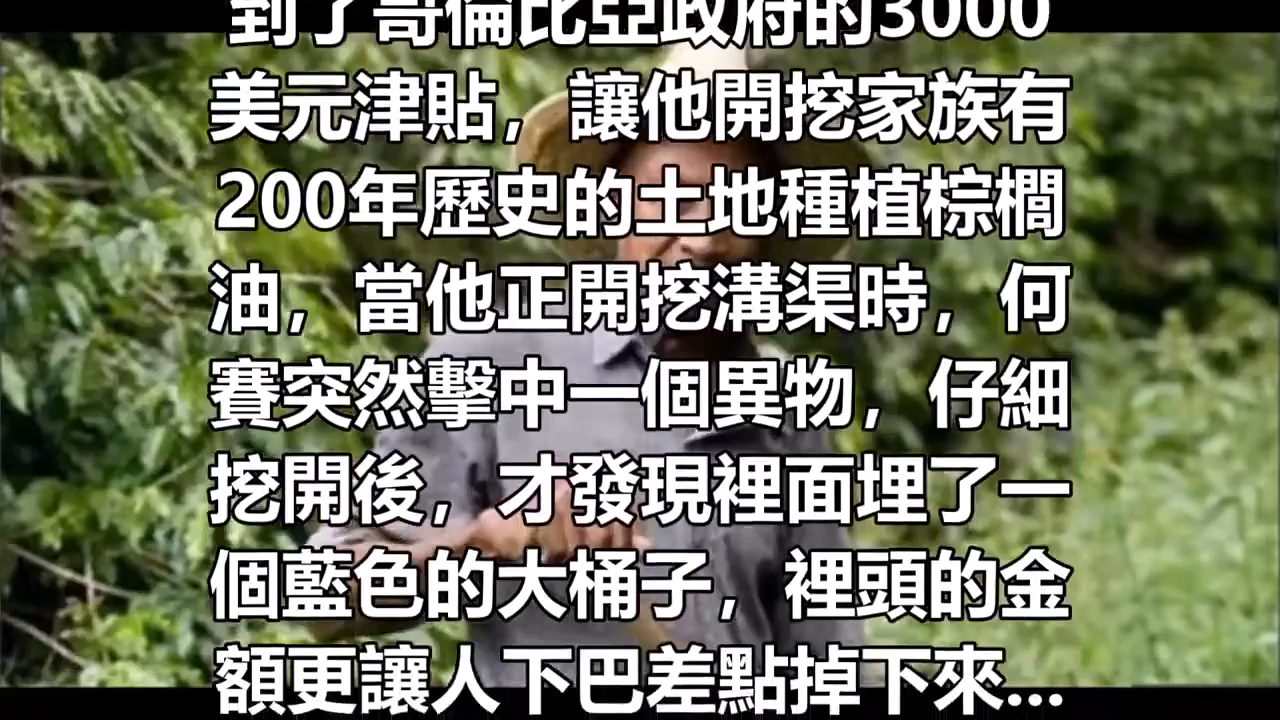 到了哥倫比亞政府的3000
美元津貼，讓他開挖家族有
200年歷史的土地種植棕櫚
油，當他正開挖溝渠時，何
賽突然擊中一個異物，仔細
挖開後，才發現裡面埋了一
個藍色的大桶子，裡頭的金
額更讓人下巴差點掉下來...